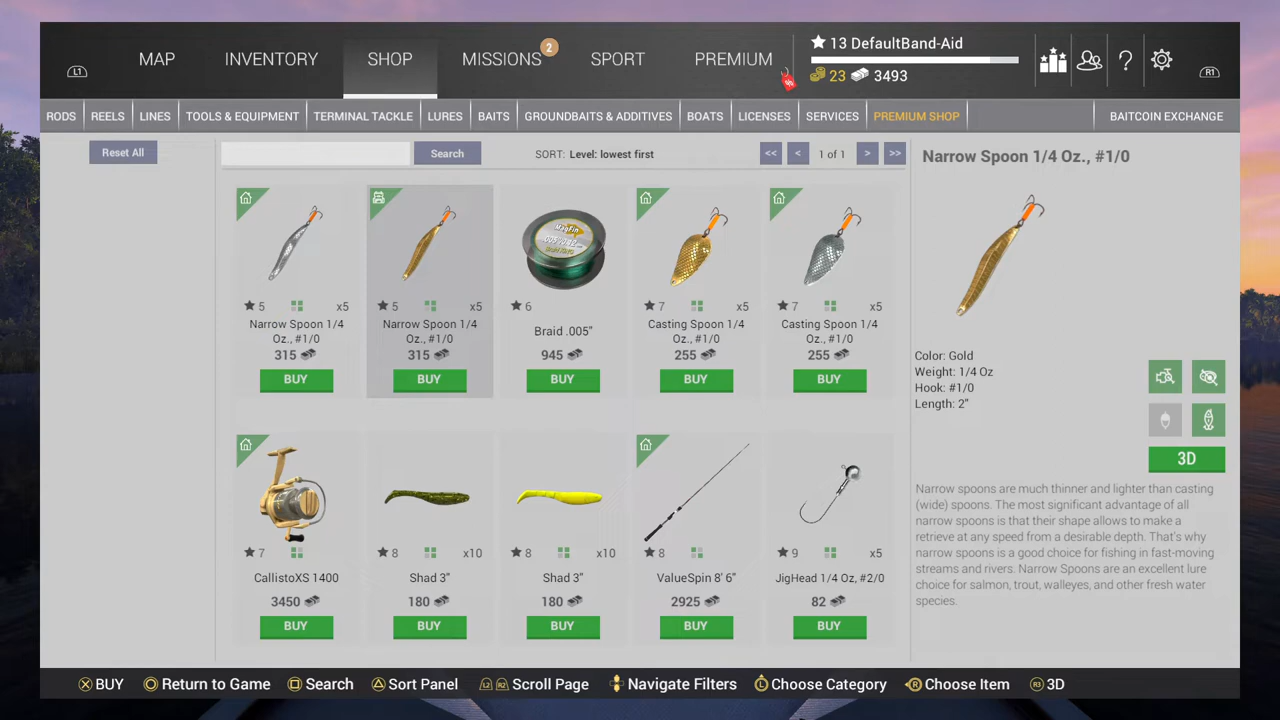 L1
MAP
INVENTORY
SHOP
MISSIONS
2
SPORT
PREMIUM
13 DefaultBand-Aid
23 3493
R1
RODS
REELS
LINES
TOOLS & EQUIPMENT
TERMINAL TACKLE
LURES
BAITS
GROUNDBAITS & ADDITIVES
BOATS
LICENSES
SERVICES
PREMIUM SHOP
BAITCOIN EXCHANGE
Reset All
Search
SORT: Level: lowest first
<<
<
1 of 1
>
>>
5 x5
Narrow Spoon 1/4
Oz., #1/0
315
BUY
5 x5
Narrow Spoon 1/4
Oz., #1/0
315
BUY
MagFin
6
Braid .005"
945
BUY
7 x5
Casting Spoon 1/4
Oz., #1/0
255
BUY
7 x5
Casting Spoon 1/4
Oz., #1/0
255
BUY
7
CallistoXS 1400
3450
BUY
8 x10
Shad 3"
180
BUY
8 x10
Shad 3"
180
BUY
8
ValueSpin 8' 6"
2925
BUY
9 x5
JigHead 1/4 Oz, #2/0
82
BUY
Narrow Spoon 1/4 Oz., #1/0
Color: Gold
Weight: 1/4 Oz
Hook: #1/0
Length: 2"
3D
Narrow spoons are much thinner and lighter than casting
(wide) spoons. The most significant advantage of all
narrow spoons is that their shape allows to make a
retrieve at any speed from a desirable depth. That's why
narrow spoons is a good choice for fishing in fast-moving
streams and rivers. Narrow Spoons are an excellent lure
choice for salmon, trout, walleyes, and other fresh water
species.
BUY
Return to Game
Search
Sort Panel
L2 R2 Scroll Page
Navigate Filters
L Choose Category
R Choose Item
R3 3D